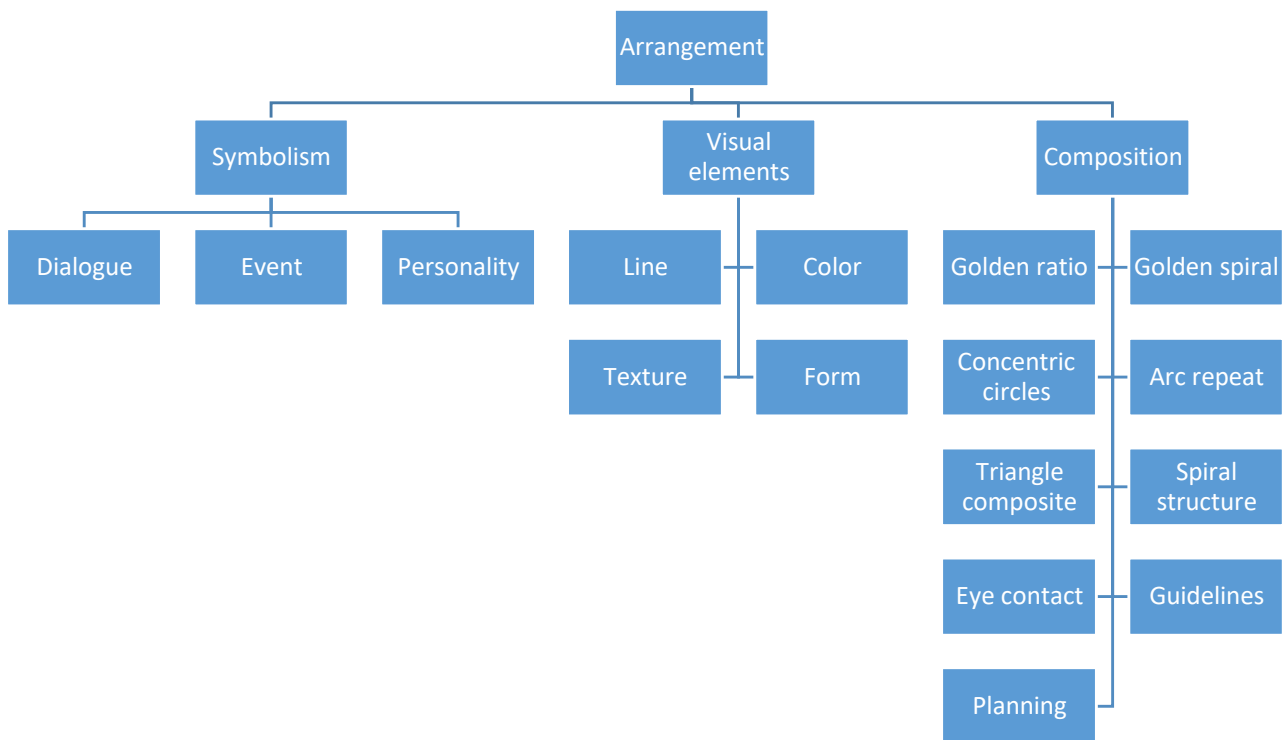 Arrangement
Symbolism
Visual
elements
Composition
Dialogue
Event
Personality
Line
Color
Texture
Form
Golden ratio
Golden spiral
Concentric
circles
Arc repeat
Triangle
composite
Spiral
structure
Eye contact
Guidelines
Planning